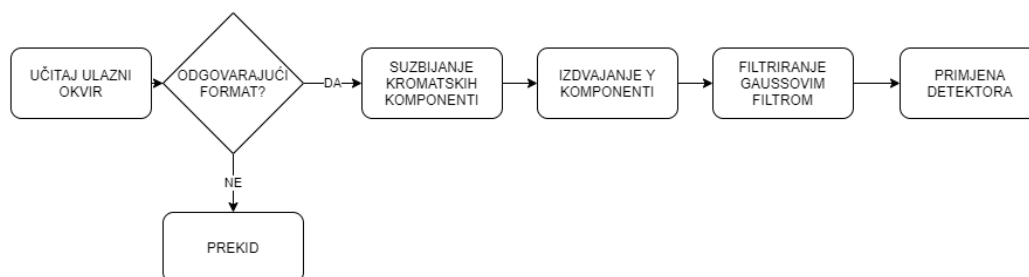 UČITAJ ULAZNI
OKVIR
ODGOVARAJUĆI
FORMAT?
DA
SUZBIJANJE
KROMATSKIH
KOMPONENTI
IZDVAJANJE Y
KOMPONENTI
FILTRIRANJE
GAUSSOVIM
FILTROM
PRIMJENA
DETEKTORA
NE
PREKID